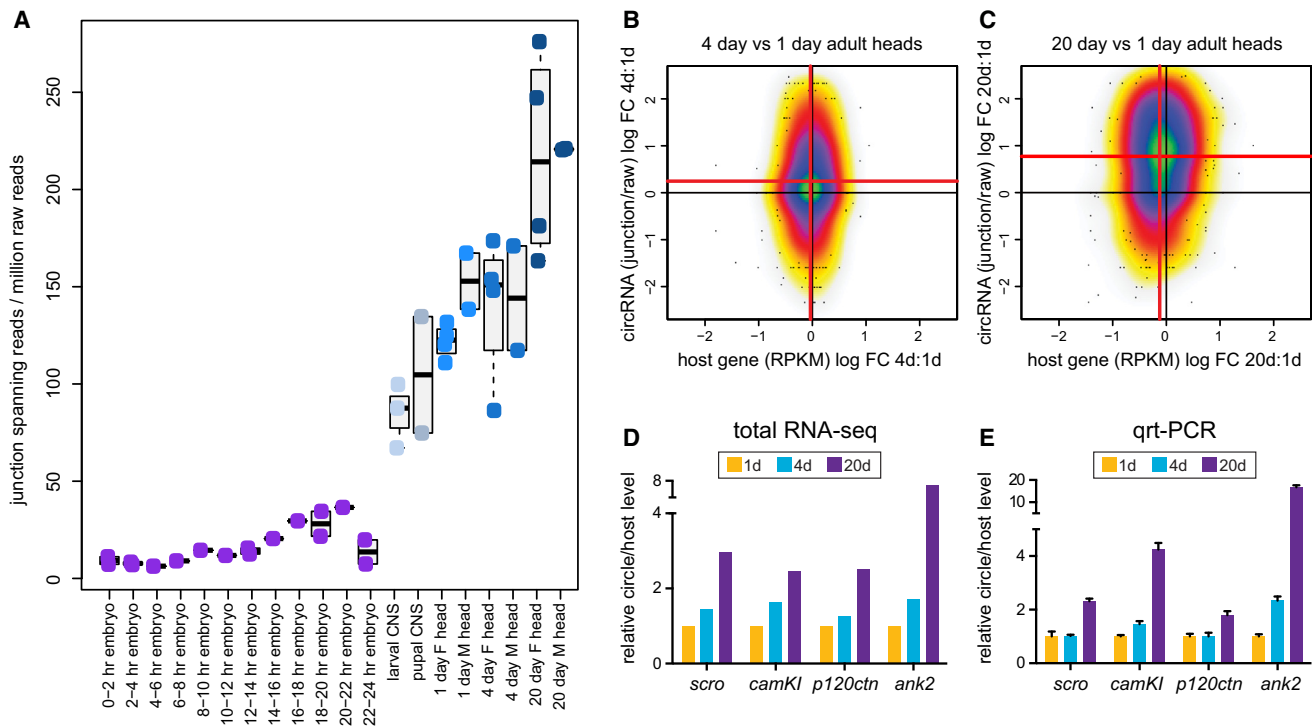 A
junction spanning reads / million raw reads
250
200
150
100
50
0
0–2 hr embryo
2–4 hr embryo
4–6 hr embryo
6–8 hr embryo
8–10 hr embryo
10–12 hr embryo
12–14 hr embryo
14–16 hr embryo
16–18 hr embryo
18–20 hr embryo
20–22 hr embryo
22–24 hr embryo
larval CNS
pupal CNS
1 day F head
1 day M head
4 day F head
4 day M head
20 day F head
20 day M head
B
4 day vs 1 day adult heads
circRNA (junction/raw) log FC 4d:1d
2
1
0
−1
−2
−2
−1
0
1
2
host gene (RPKM) log FC 4d:1d
C
20 day vs 1 day adult heads
circRNA (junction/raw) log FC 20d:1d
2
1
0
−1
−2
−2
−1
0
1
2
host gene (RPKM) log FC 20d:1d
D
total RNA-seq
1d 4d 20d
relative circle/host level
8
4
2
0
scro camKI p120ctn ank2
E
qrt-PCR
1d 4d 20d
relative circle/host level
20
10
4
2
0
scro camKI p120ctn ank2